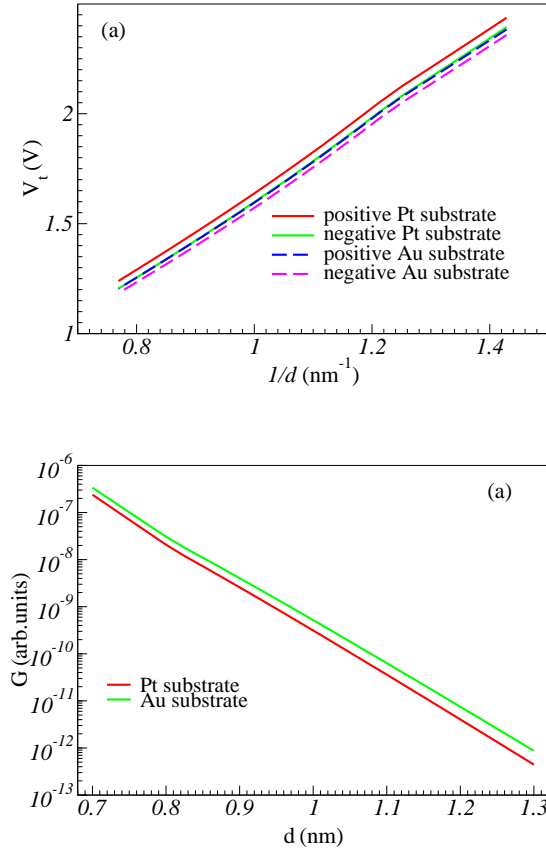 (a)
2
1.5
1
V_t (V)
positive Pt substrate
negative Pt substrate
positive Au substrate
negative Au substrate
0.8 1 1.2 1.4
1/d (nm^-1)
10^-6
(a)
10^-7
10^-8
10^-9
10^-10
10^-11
10^-12
10^-13
G (arb.units)
Pt substrate
Au substrate
0.7 0.8 0.9 1 1.1 1.2 1.3
d (nm)